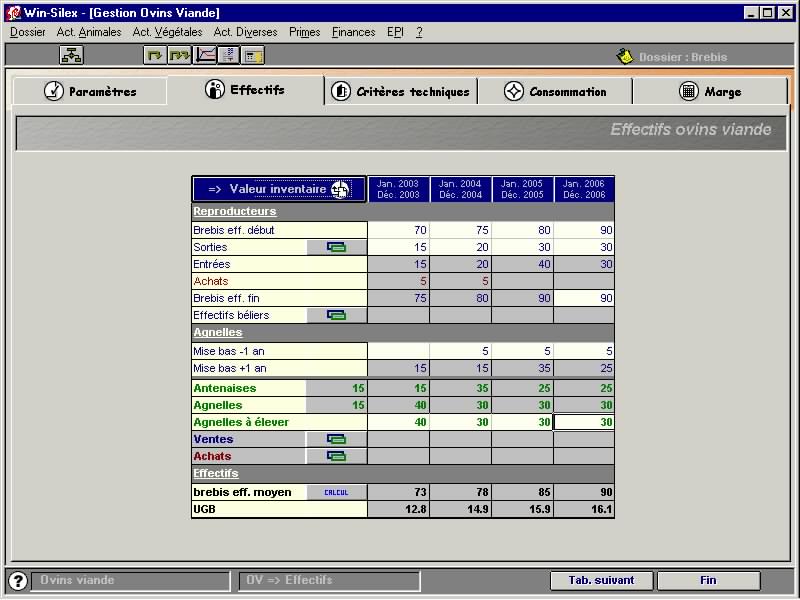 Win-Silex - [Gestion Ovins Viande]
Dossier Act. Animales Act. Végétales Act. Diverses Primes Finances EPI ?
Dossier : Brebis
Paramètres Effectifs Critères techniques Consommation Marge
Effectifs ovins viande
=> Valeur inventaire Jan. 2003 Jan. 2004 Jan. 2005 Jan. 2006
Déc. 2003 Déc. 2004 Déc. 2005 Déc. 2006
Reproducteurs
Brebis eff. début 70 75 80 90
Sorties 15 20 30 30
Entrées 15 20 40 30
Achats 5 5
Brebis eff. fin 75 80 90 90
Effectifs béliers
Agnelles
Mise bas -1 an 5 5 5
Mise bas +1 an 15 15 35 25
Antenaises 15 15 35 25 25
Agnelles 15 40 30 30 30
Agnelles à élever 40 30 30 30
Ventes
Achats
Effectifs
brebis eff. moyen CALCUL 73 78 85 90
UGB 12.8 14.9 15.9 16.1
? Ovins viande OV => Effectifs Tab. suivant Fin